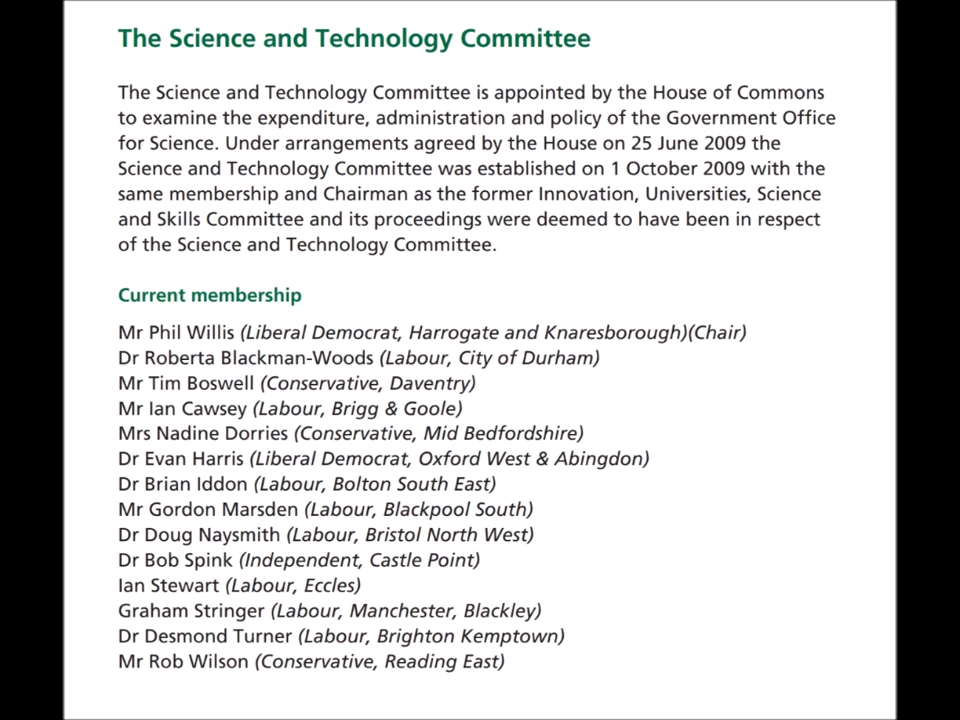 The Science and Technology Committee
The Science and Technology Committee is appointed by the House of Commons
to examine the expenditure, administration and policy of the Government Office
for Science. Under arrangements agreed by the House on 25 June 2009 the
Science and Technology Committee was established on 1 October 2009 with the
same membership and Chairman as the former Innovation, Universities, Science
and Skills Committee and its proceedings were deemed to have been in respect
of the Science and Technology Committee.
Current membership
Mr Phil Willis (Liberal Democrat, Harrogate and Knaresborough)(Chair)
Dr Roberta Blackman-Woods (Labour, City of Durham)
Mr Tim Boswell (Conservative, Daventry)
Mr Ian Cawsey (Labour, Brigg & Goole)
Mrs Nadine Dorries (Conservative, Mid Bedfordshire)
Dr Evan Harris (Liberal Democrat, Oxford West & Abingdon)
Dr Brian Iddon (Labour, Bolton South East)
Mr Gordon Marsden (Labour, Blackpool South)
Dr Doug Naysmith (Labour, Bristol North West)
Dr Bob Spink (Independent, Castle Point)
Ian Stewart (Labour, Eccles)
Graham Stringer (Labour, Manchester, Blackley)
Dr Desmond Turner (Labour, Brighton Kemptown)
Mr Rob Wilson (Conservative, Reading East)